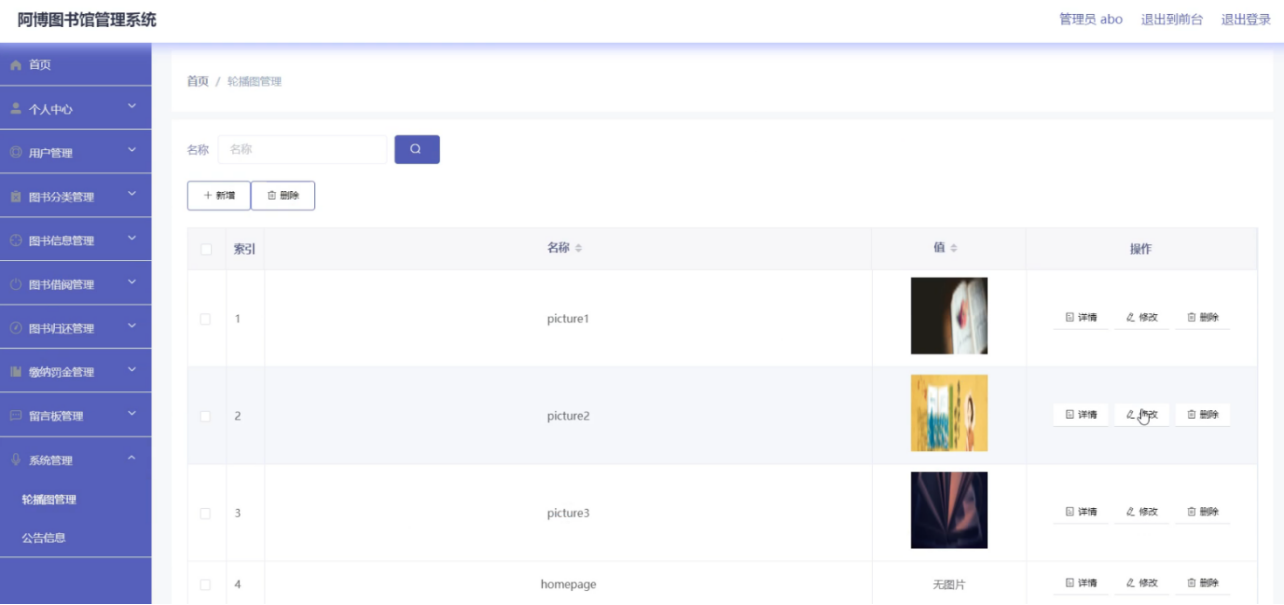 阿博图书馆管理系统
管理员 abo 退出到前台 退出登录
首页
个人中心
用户管理
图书分类管理
图书信息管理
图书借阅管理
图书归还管理
缴纳罚金管理
留言板管理
系统管理
轮播图管理
公告信息
首页 / 轮播图管理
名称 名称
新增 删除
索引 名称 值 操作
1 picture1 详情 修改 删除
2 picture2 详情 修改 删除
3 picture3 详情 修改 删除
4 homepage 无图片 详情 修改 删除